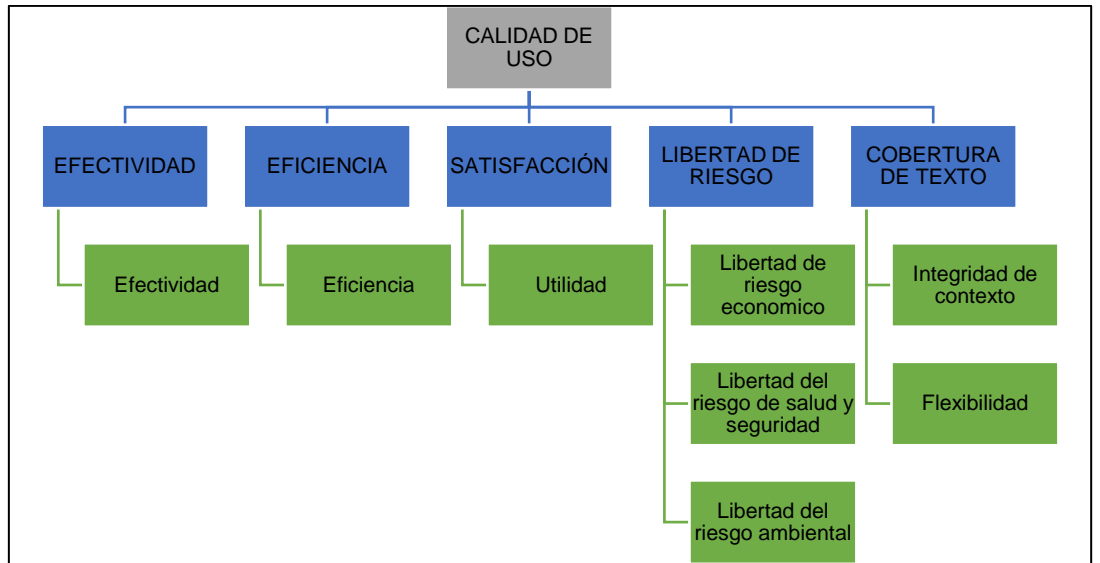 CALIDAD DE
USO
EFECTIVIDAD
EFICIENCIA
SATISFACCIÓN
LIBERTAD DE
RIESGO
COBERTURA
DE TEXTO
Efectividad
Eficiencia
Utilidad
Libertad de
riesgo
economico
Integridad de
contexto
Libertad del
riesgo de salud y
seguridad
Flexibilidad
Libertad del
riesgo ambiental